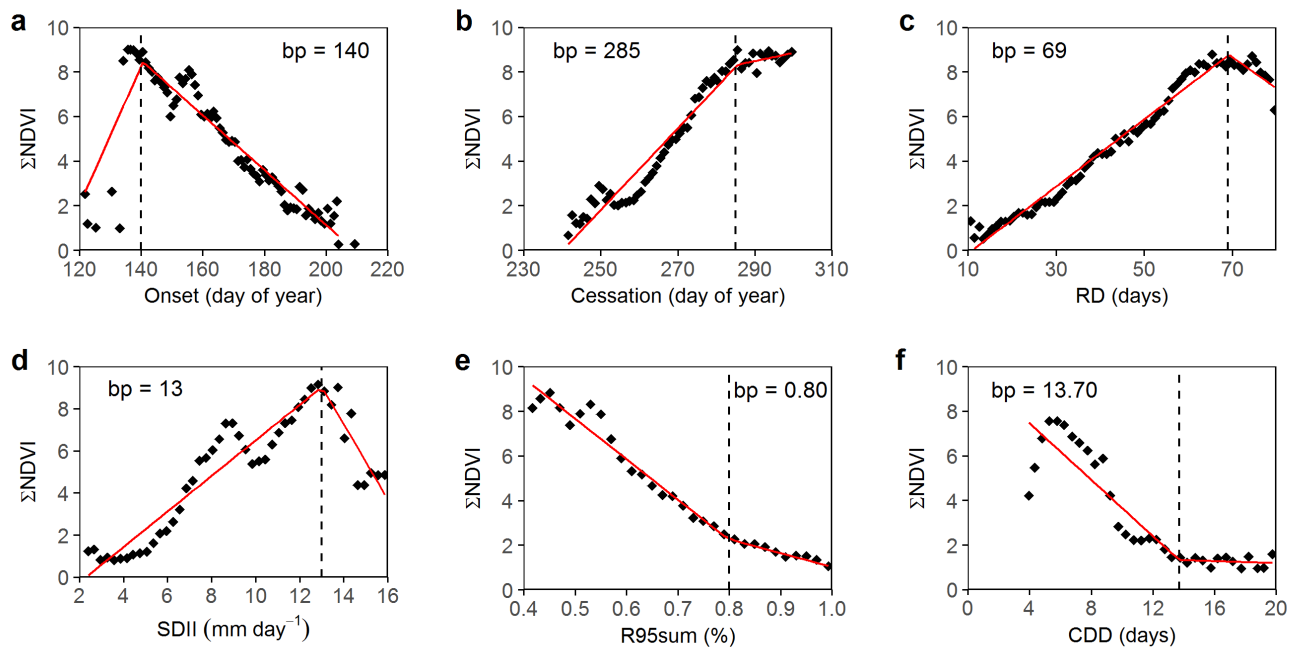 a
bp = 140
ΣNDVI
10
8
6
4
2
0
120 140 160 180 200 220
Onset (day of year)
b
bp = 285
ΣNDVI
10
8
6
4
2
0
230 250 270 290 310
Cessation (day of year)
c
bp = 69
ΣNDVI
10
8
6
4
2
0
10 30 50 70
RD (days)
d
bp = 13
ΣNDVI
10
8
6
4
2
0
2 4 6 8 10 12 14 16
SDII (mm day⁻¹)
e
bp = 0.80
ΣNDVI
10
8
6
4
2
0
0.4 0.5 0.6 0.7 0.8 0.9 1.0
R95sum (%)
f
bp = 13.70
ΣNDVI
10
8
6
4
2
0
0 4 8 12 16 20
CDD (days)